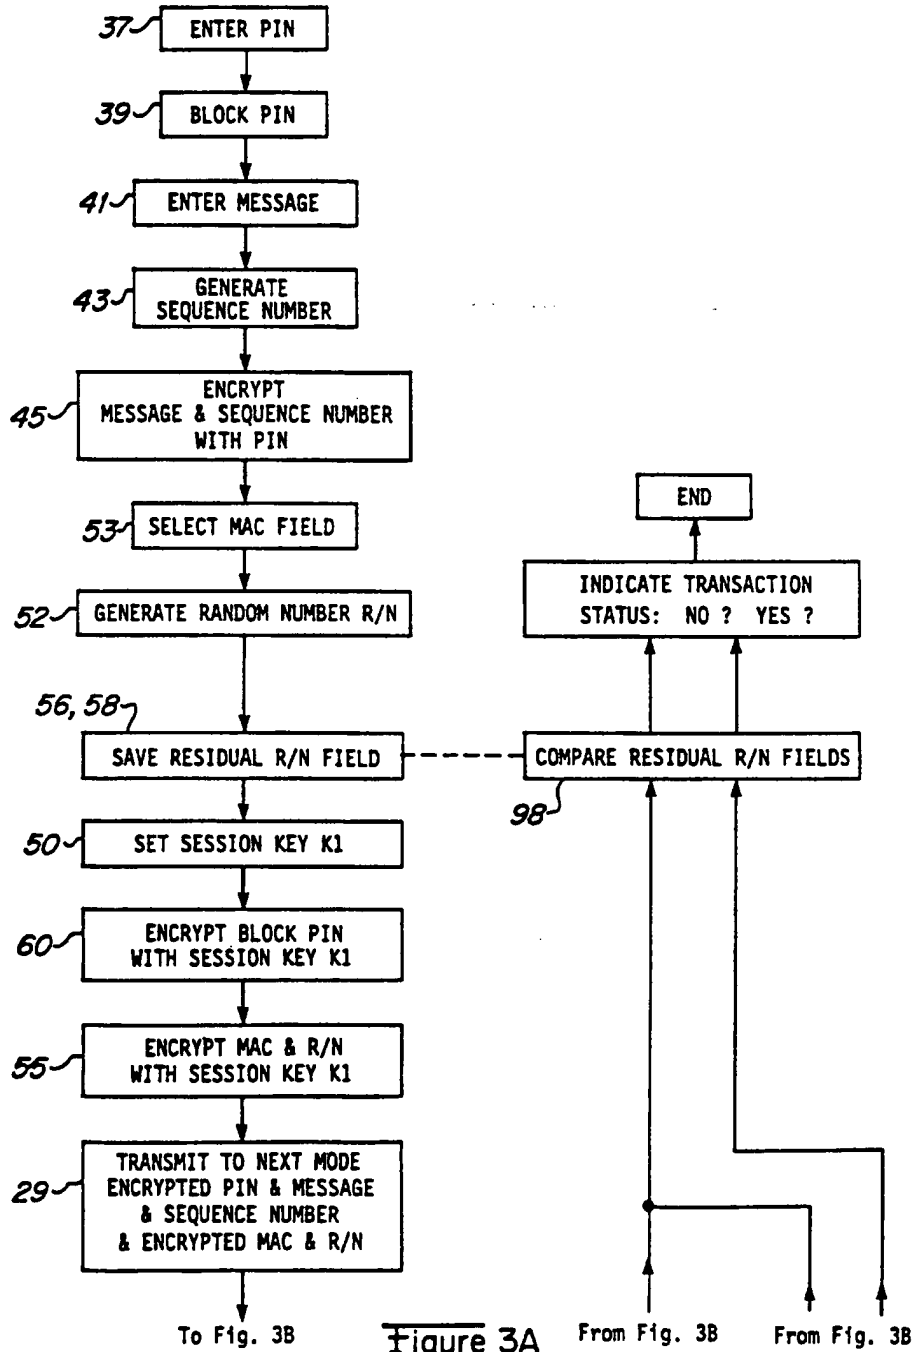 37
ENTER PIN
39
BLOCK PIN
41
ENTER MESSAGE
43
GENERATE
SEQUENCE NUMBER
45
ENCRYPT
MESSAGE & SEQUENCE NUMBER
WITH PIN
53
SELECT MAC FIELD
52
GENERATE RANDOM NUMBER R/N
56, 58
SAVE RESIDUAL R/N FIELD
50
SET SESSION KEY K1
60
ENCRYPT BLOCK PIN
WITH SESSION KEY K1
55
ENCRYPT MAC & R/N
WITH SESSION KEY K1
29
TRANSMIT TO NEXT MODE
ENCRYPTED PIN & MESSAGE
& SEQUENCE NUMBER
& ENCRYPTED MAC & R/N
To Fig. 3B
END
INDICATE TRANSACTION
STATUS: NO ? YES ?
COMPARE RESIDUAL R/N FIELDS
98
From Fig. 3B
From Fig. 3B
Figure 3A